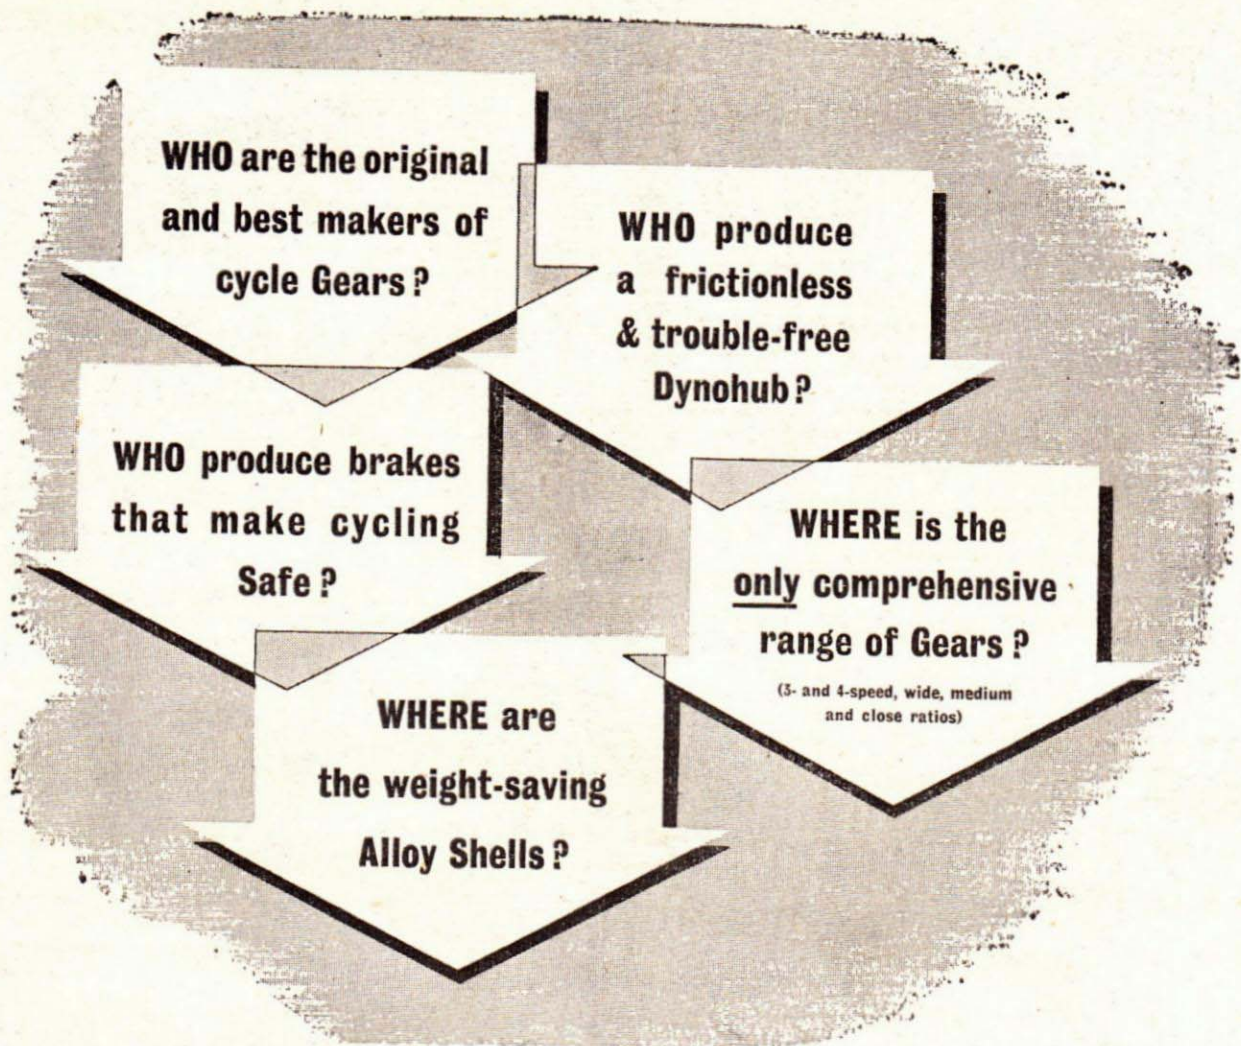 WHO are the original
and best makers of
cycle Gears?
WHO produce
a frictionless
& trouble-free
Dynohub?
WHO produce brakes
that make cycling
Safe?
WHERE is the
only comprehensive
range of Gears?
(3- and 4-speed, wide, medium
and close ratios)
WHERE are
the weight-saving
Alloy Shells?